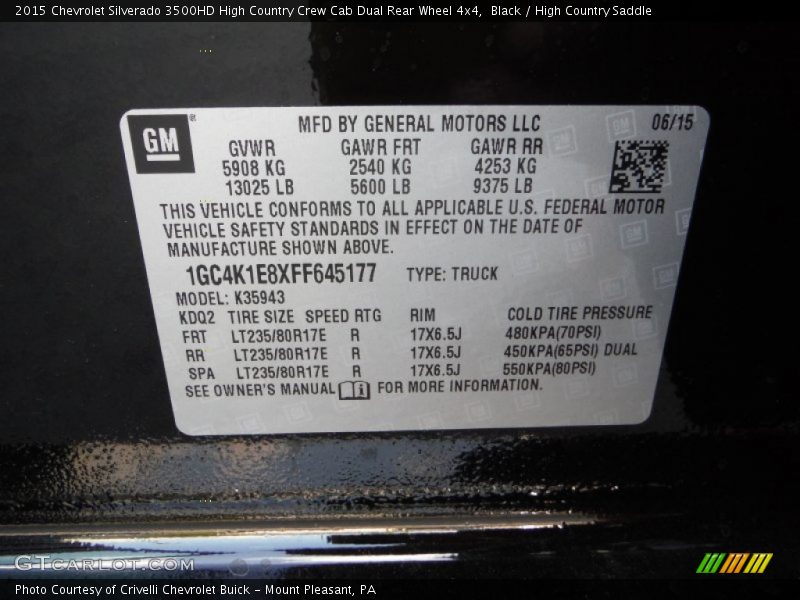 2015 Chevrolet Silverado 3500HD High Country Crew Cab Dual Rear Wheel 4x4,  Black / High Country Saddle
GM ®
MFD BY GENERAL MOTORS LLC 06/15
GVWR GAWR FRT GAWR RR
5908 KG 2540 KG 4253 KG
13025 LB 5600 LB 9375 LB
THIS VEHICLE CONFORMS TO ALL APPLICABLE U.S. FEDERAL MOTOR
VEHICLE SAFETY STANDARDS IN EFFECT ON THE DATE OF
MANUFACTURE SHOWN ABOVE.
1GC4K1E8XFF645177 TYPE: TRUCK
MODEL: K35943
KDQ2 TIRE SIZE SPEED RTG RIM COLD TIRE PRESSURE
FRT LT235/80R17E R 17X6.5J 480KPA(70PSI)
RR LT235/80R17E R 17X6.5J 450KPA(65PSI) DUAL
SPA LT235/80R17E R 17X6.5J 550KPA(80PSI)
SEE OWNER'S MANUAL FOR MORE INFORMATION.
GTcarlot.com
Photo Courtesy of Crivelli Chevrolet Buick - Mount Pleasant, PA